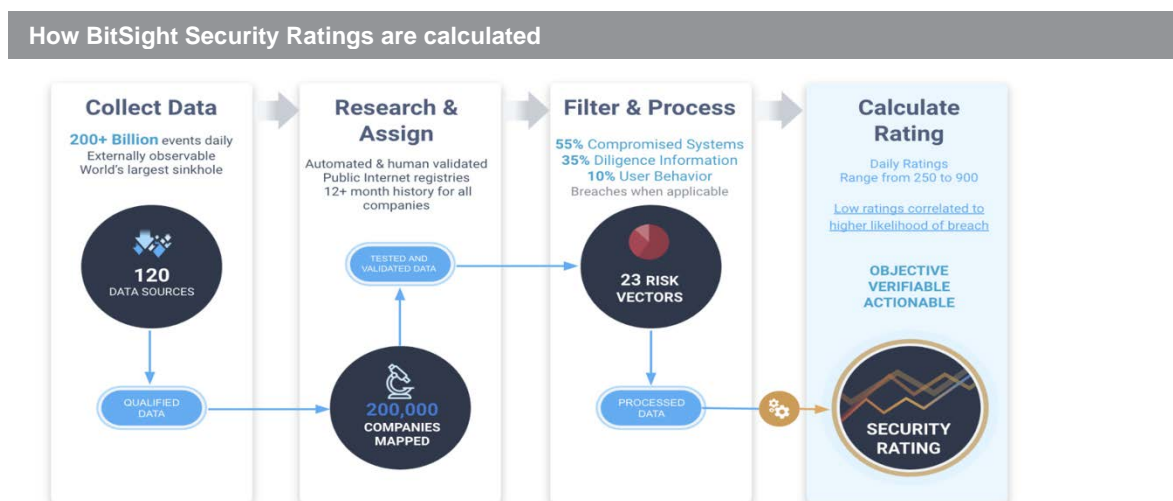 How BitSight Security Ratings are calculated
Collect Data
200+ Billion events daily
Externally observable
World's largest sinkhole
120
DATA SOURCES
QUALIFIED
DATA
Research &
Assign
Automated & human validated
Public Internet registries
12+ month history for all
companies
TESTED AND
VALIDATED DATA
200,000
COMPANIES
MAPPED
Filter & Process
55% Compromised Systems
35% Diligence Information
10% User Behavior
Breaches when applicable
23 RISK
VECTORS
PROCESSED
DATA
Calculate
Rating
Daily Ratings
Range from 250 to 900
Low ratings correlated to
higher likelihood of breach
OBJECTIVE
VERIFIABLE
ACTIONABLE
SECURITY
RATING